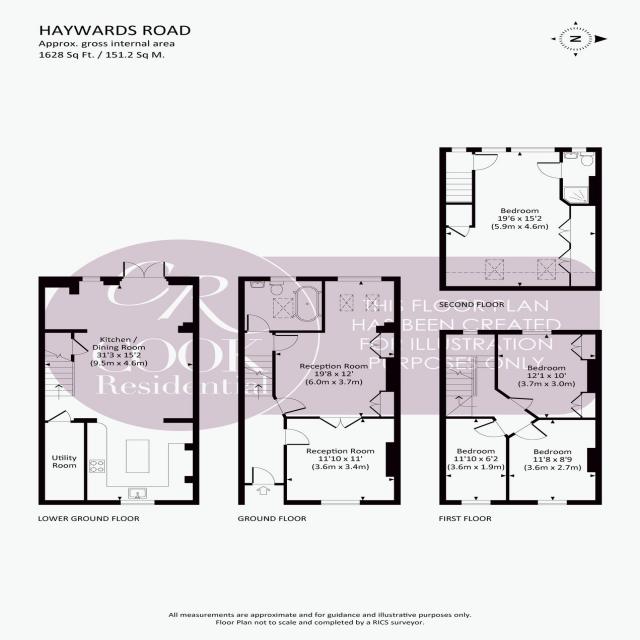 HAYWARDS ROAD
Approx. gross internal area
1628 Sq Ft. / 151.2 Sq M.
N
Bedroom
19'6 x 15'2
(5.9m x 4.6m)
SECOND FLOOR
CR
COOK
Residential
THIS FLOOR PLAN
HAS BEEN CREATED
FOR ILLUSTRATION
PURPOSES ONLY
Kitchen /
Dining Room
31'3 x 15'2
(9.5m x 4.6m)
Utility
Room
LOWER GROUND FLOOR
Reception Room
19'8 x 12'
(6.0m x 3.7m)
Reception Room
11'10 x 11'
(3.6m x 3.4m)
GROUND FLOOR
Bedroom
12'1 x 10'
(3.7m x 3.0m)
Bedroom
11'10 x 6'2
(3.6m x 1.9m)
Bedroom
11'8 x 8'9
(3.6m x 2.7m)
FIRST FLOOR
All measurements are approximate and for guidance and illustrative purposes only.
Floor Plan not to scale and completed by a RICS surveyor.